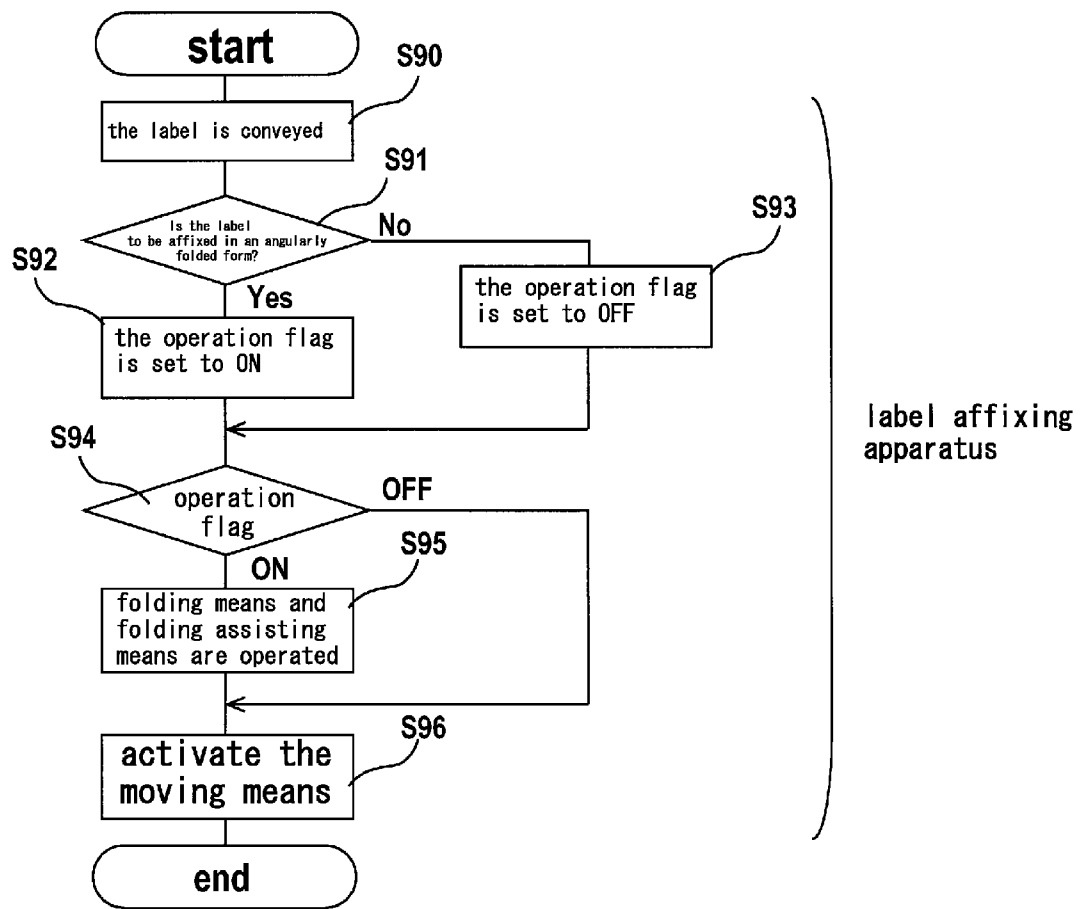 start
S90
the label is conveyed
S91
Is the label
to be affixed in an angularly
folded form?
No
S93
the operation flag
is set to OFF
S92
Yes
the operation flag
is set to ON
S94
operation
flag
OFF
ON
S95
folding means and
folding assisting
means are operated
S96
activate the
moving means
end
label affixing
apparatus